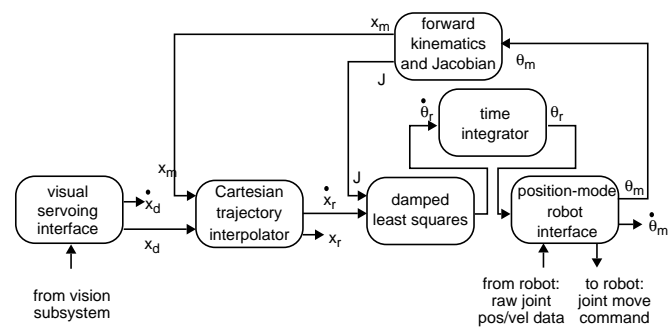 x_m
forward
kinematics
and Jacobian
θ_m
J
θ̇_r
time
integrator
θ_r
x_m
J
visual
servoing
interface
ẋ_d
x_d
Cartesian
trajectory
interpolator
ẋ_r
x_r
damped
least squares
position-mode
robot
interface
θ_m
θ̇_m
from vision
subsystem
from robot:
raw joint
pos/vel data
to robot:
joint move
command